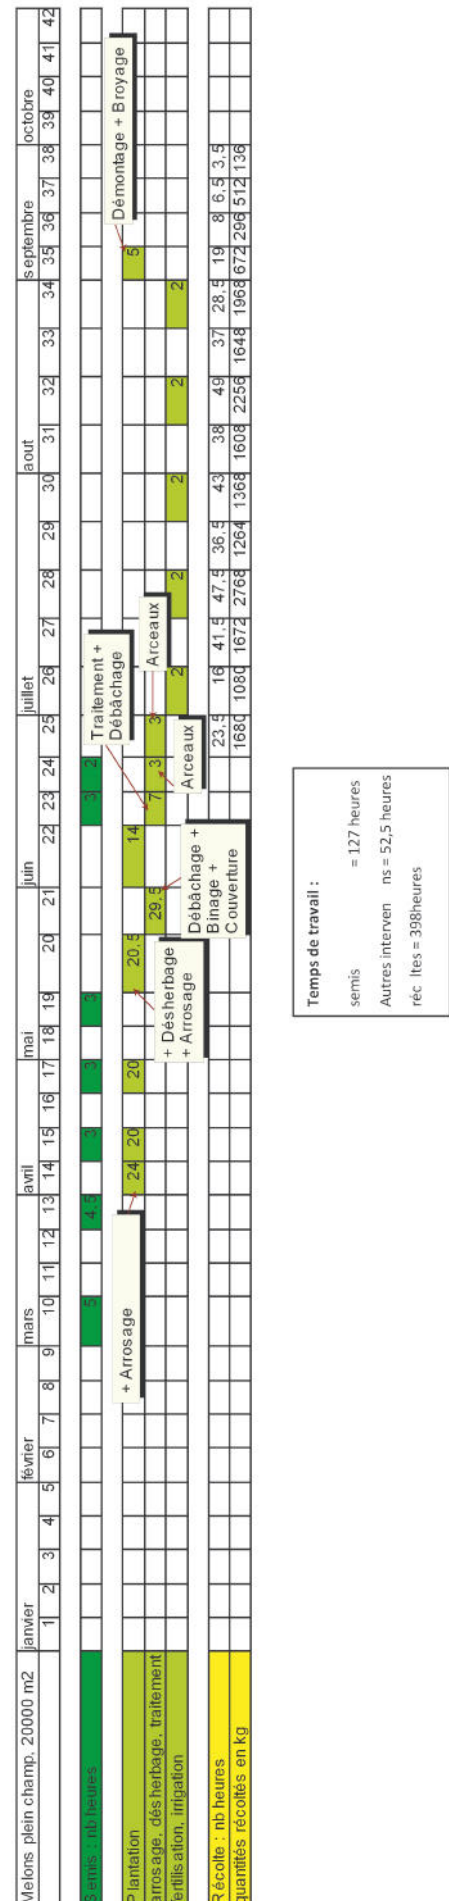 Melons plein champ, 20000 m2 janvier février mars avril mai juin juillet aout septembre octobre
1 2 3 4 5 6 7 8 9 10 11 12 13 14 15 16 17 18 19 20 21 22 23 24 25 26 27 28 29 30 31 32 33 34 35 36 37 38 39 40 41 42
Semis : nb heures 5 4,5 3 3 3 3 2
Plantation 24 20 20 20,5 14 5
arrosage, désherbage, traitement 29,5 7 3 3
fertilisation, irrigation 2 2 2 2 2
+ Arrosage
+ Désherbage
+ Arrosage
Débâchage +
Binage +
Couverture
Traitement +
Débâchage
Arceaux
Arceaux
Démontage + Broyage
Récolte : nb heures 23,5 16 41,5 47,5 36,5 43 38 49 37 28,5 19 8 6,5 3,5
quantités récoltés en kg 1680 1080 1672 2768 1264 1368 1608 2256 1648 1968 672 296 512 136
Temps de travail :
semis = 127 heures
Autres interven ns = 52,5 heures
réc ltes = 398heures